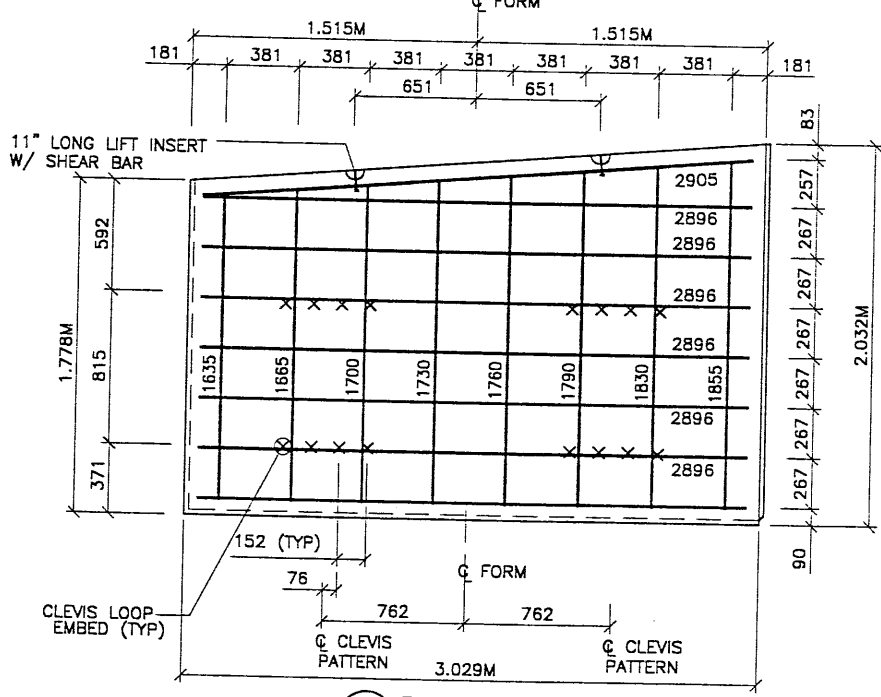 ℄ FORM
1.515M 1.515M
181 381 381 381 381 381 381 381 181
651 651
11" LONG LIFT INSERT
W/ SHEAR BAR
83
2905
257
2896
592
267
2896
267
2896
267
2896
1.778M
815
1635 1665 1700 1730 1760 1790 1830 1855
267
2.032M
2896
267
2896
371
267
152 (TYP)
90
76
℄ FORM
762 762
CLEVIS LOOP
EMBED (TYP)
℄ CLEVIS
PATTERN
℄ CLEVIS
PATTERN
3.029M